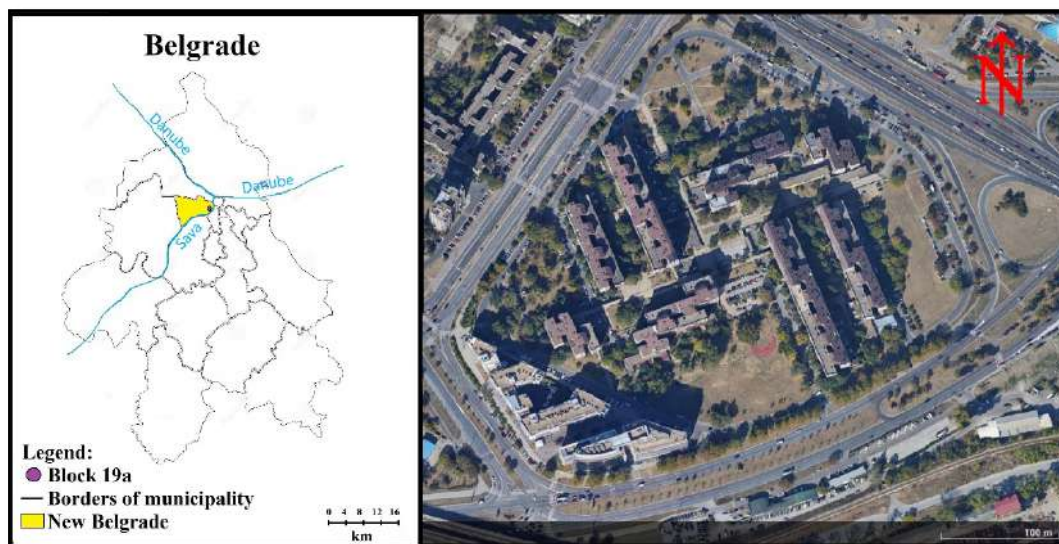 Belgrade
Danube
Danube
Sava
Legend:
Block 19a
Borders of municipality
New Belgrade
0 4 8 12 16
km
N
100 m